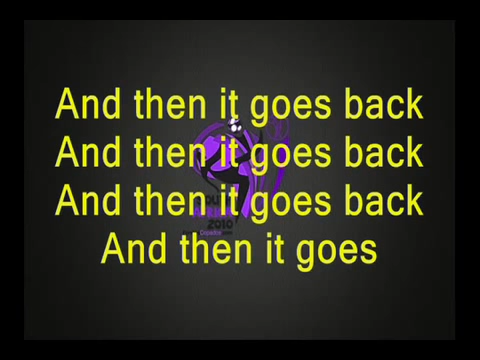 And then it goes back
And then it goes back
And then it goes back
And then it goes
2010